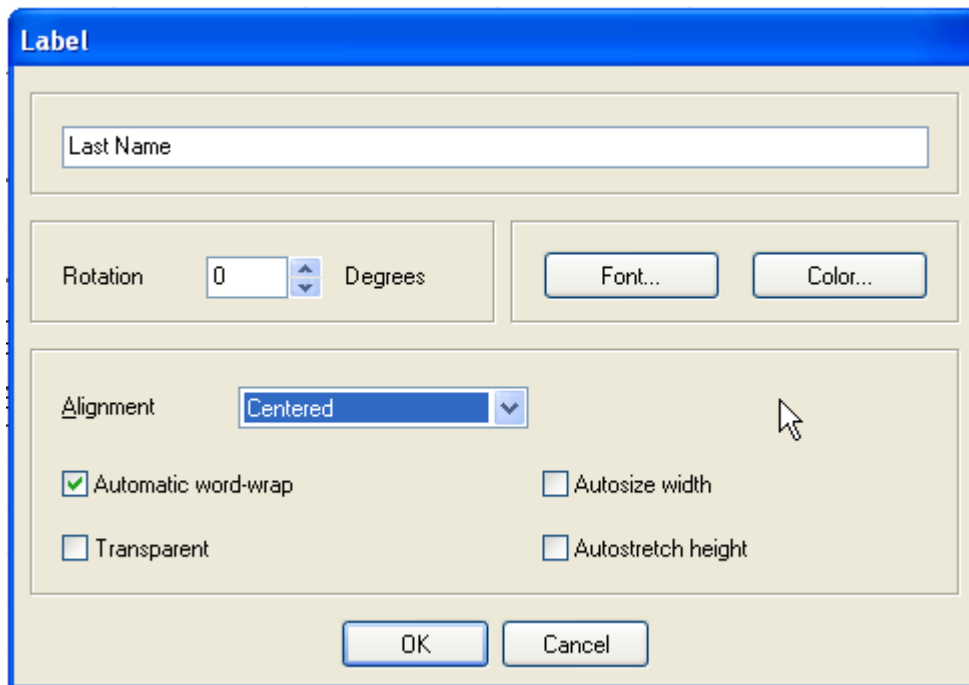 Label
Last Name
Rotation 0 Degrees Font... Color...
Alignment Centered
Automatic word-wrap Autosize width
Transparent Autostretch height
OK Cancel